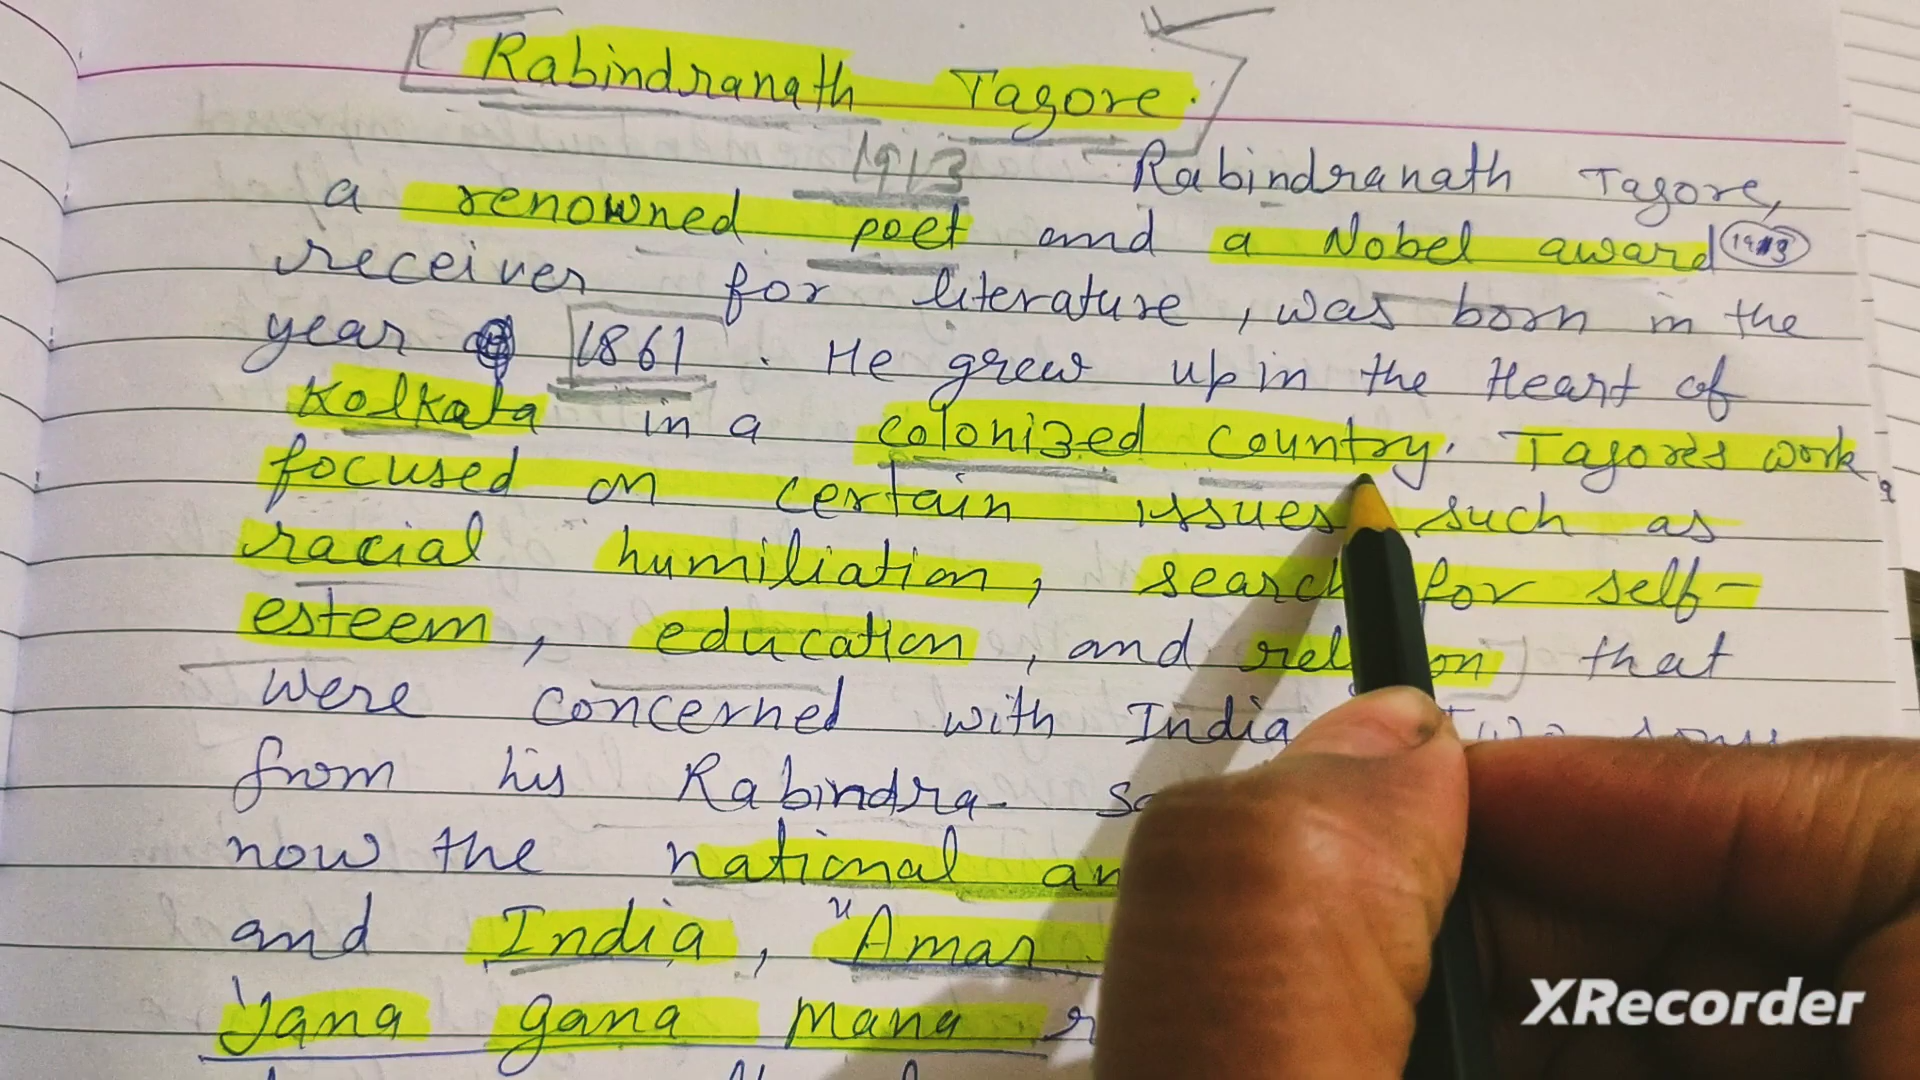 Rabindranath Tagore.
1913 Rabindranath Tagore,
a renowned poet and a Nobel award 1913
receiver for literature, was born in the
year 1861. He grew up in the Heart of
Kolkata in a colonized country. Tagore's work
focused on certain issues such as
racial humiliation, search for self-
esteem, education, and religion that
were concerned with India
from his Rabindra-
now the national
and India, "Amar
'Jana gana mana
XRecorder